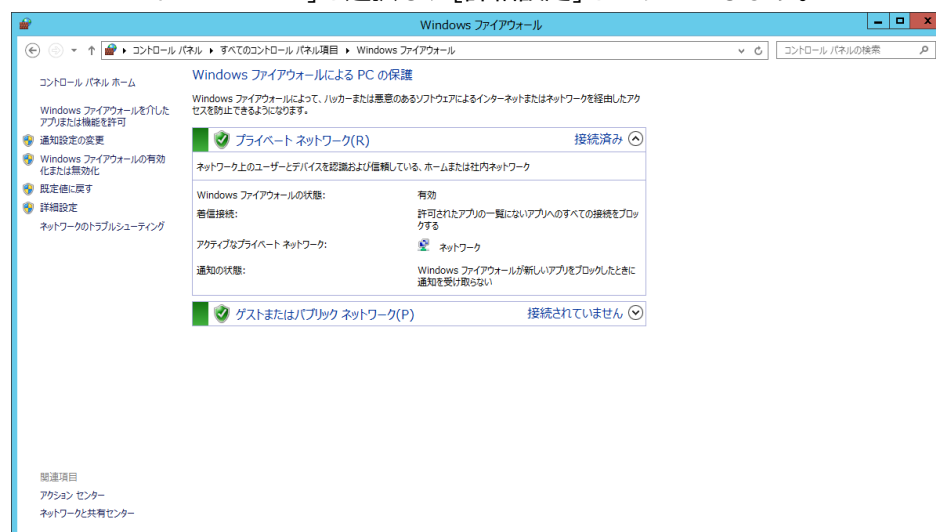 Windows ファイアウォール
コントロール パネル ▸ すべてのコントロール パネル項目 ▸ Windows ファイアウォール
コントロール パネルの検索
コントロール パネル ホーム
Windows ファイアウォールを介した
アプリまたは機能を許可
通知設定の変更
Windows ファイアウォールの有効
化または無効化
既定値に戻す
詳細設定
ネットワークのトラブルシューティング
Windows ファイアウォールによる PC の保護
Windows ファイアウォールによって、ハッカーまたは悪意のあるソフトウェアによるインターネットまたはネットワークを経由したアク
セスを防止できるようになります。
プライベート ネットワーク(R) 接続済み
ネットワーク上のユーザーとデバイスを認識および信頼している、ホームまたは社内ネットワーク
Windows ファイアウォールの状態: 有効
着信接続: 許可されたアプリの一覧にないアプリへのすべての接続をブロッ
クする
アクティブなプライベート ネットワーク: ネットワーク
通知の状態: Windows ファイアウォールが新しいアプリをブロックしたときに
通知を受け取らない
ゲストまたはパブリック ネットワーク(P) 接続されていません
関連項目
アクション センター
ネットワークと共有センター